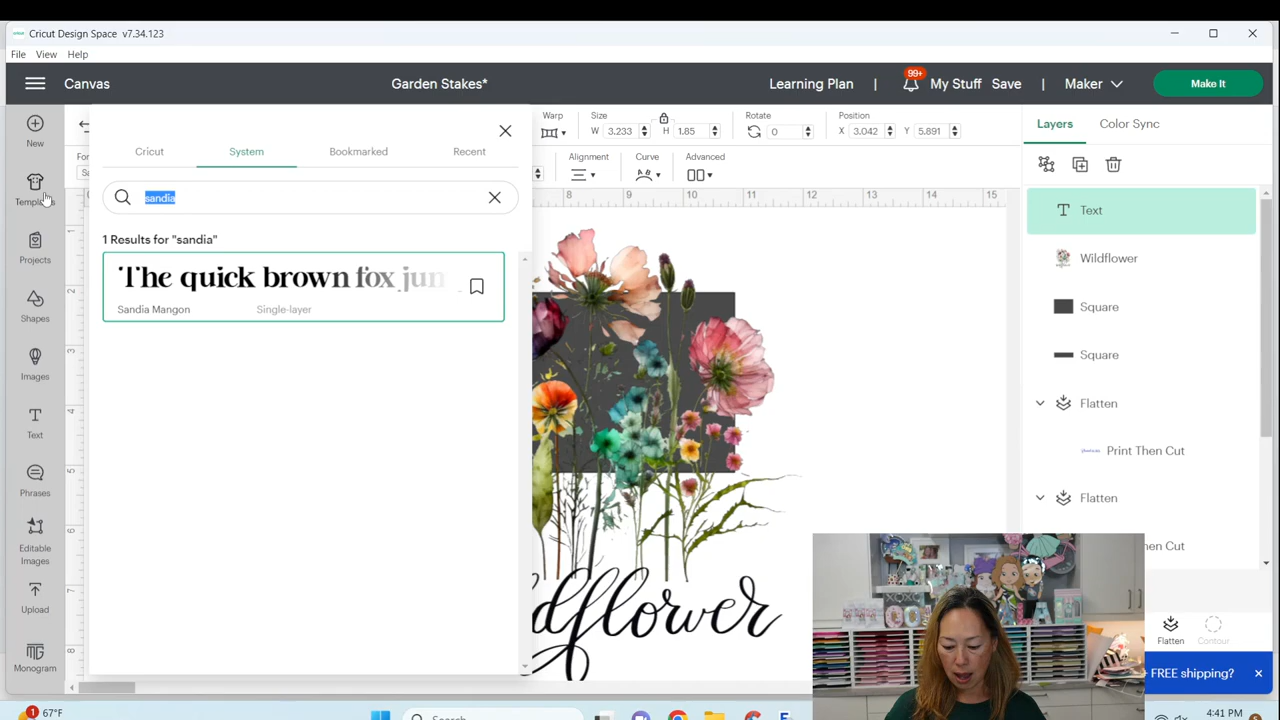 Cricut Design Space v7.34.123
File View Help
Canvas
Garden Stakes*
Learning Plan | 99+ My Stuff Save | Maker Make It
New
Templates
Projects
Shapes
Images
Text
Phrases
Editable Images
Upload
Monogram
Cricut System Bookmarked Recent
sandia
1 Results for "sandia"
The quick brown fox jum
Sandia Mangon Single-layer
Warp Size Rotate Position
W 3.233 H 1.85 0 X 3.042 Y 5.891
Alignment Curve Advanced
8 9 10 11 12 13 14 15
dflower
Layers Color Sync
Text
Wildflower
Square
Square
Flatten
Print Then Cut
Flatten
hen Cut
Flatten Contour
FREE shipping?
1 67°F
Search
4:41 PM